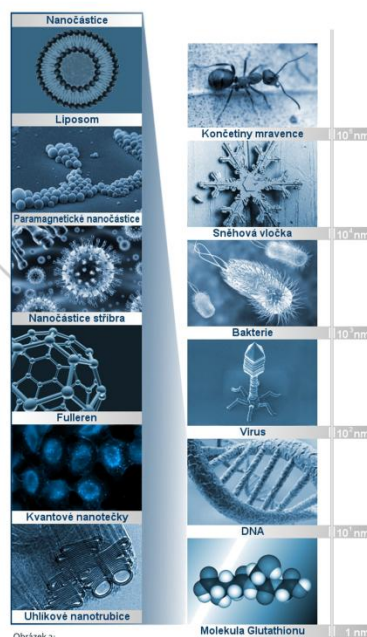 Nanočástice
Liposom
Paramagnetické nanočástice
Nanočástice stříbra
Fulleren
Kvantové nanotečky
Uhlíkové nanotrubice
Obrázek a:
Končetiny mravence
Sněhová vločka
Bakterie
Virus
DNA
Molekula Glutathionu
1 nm